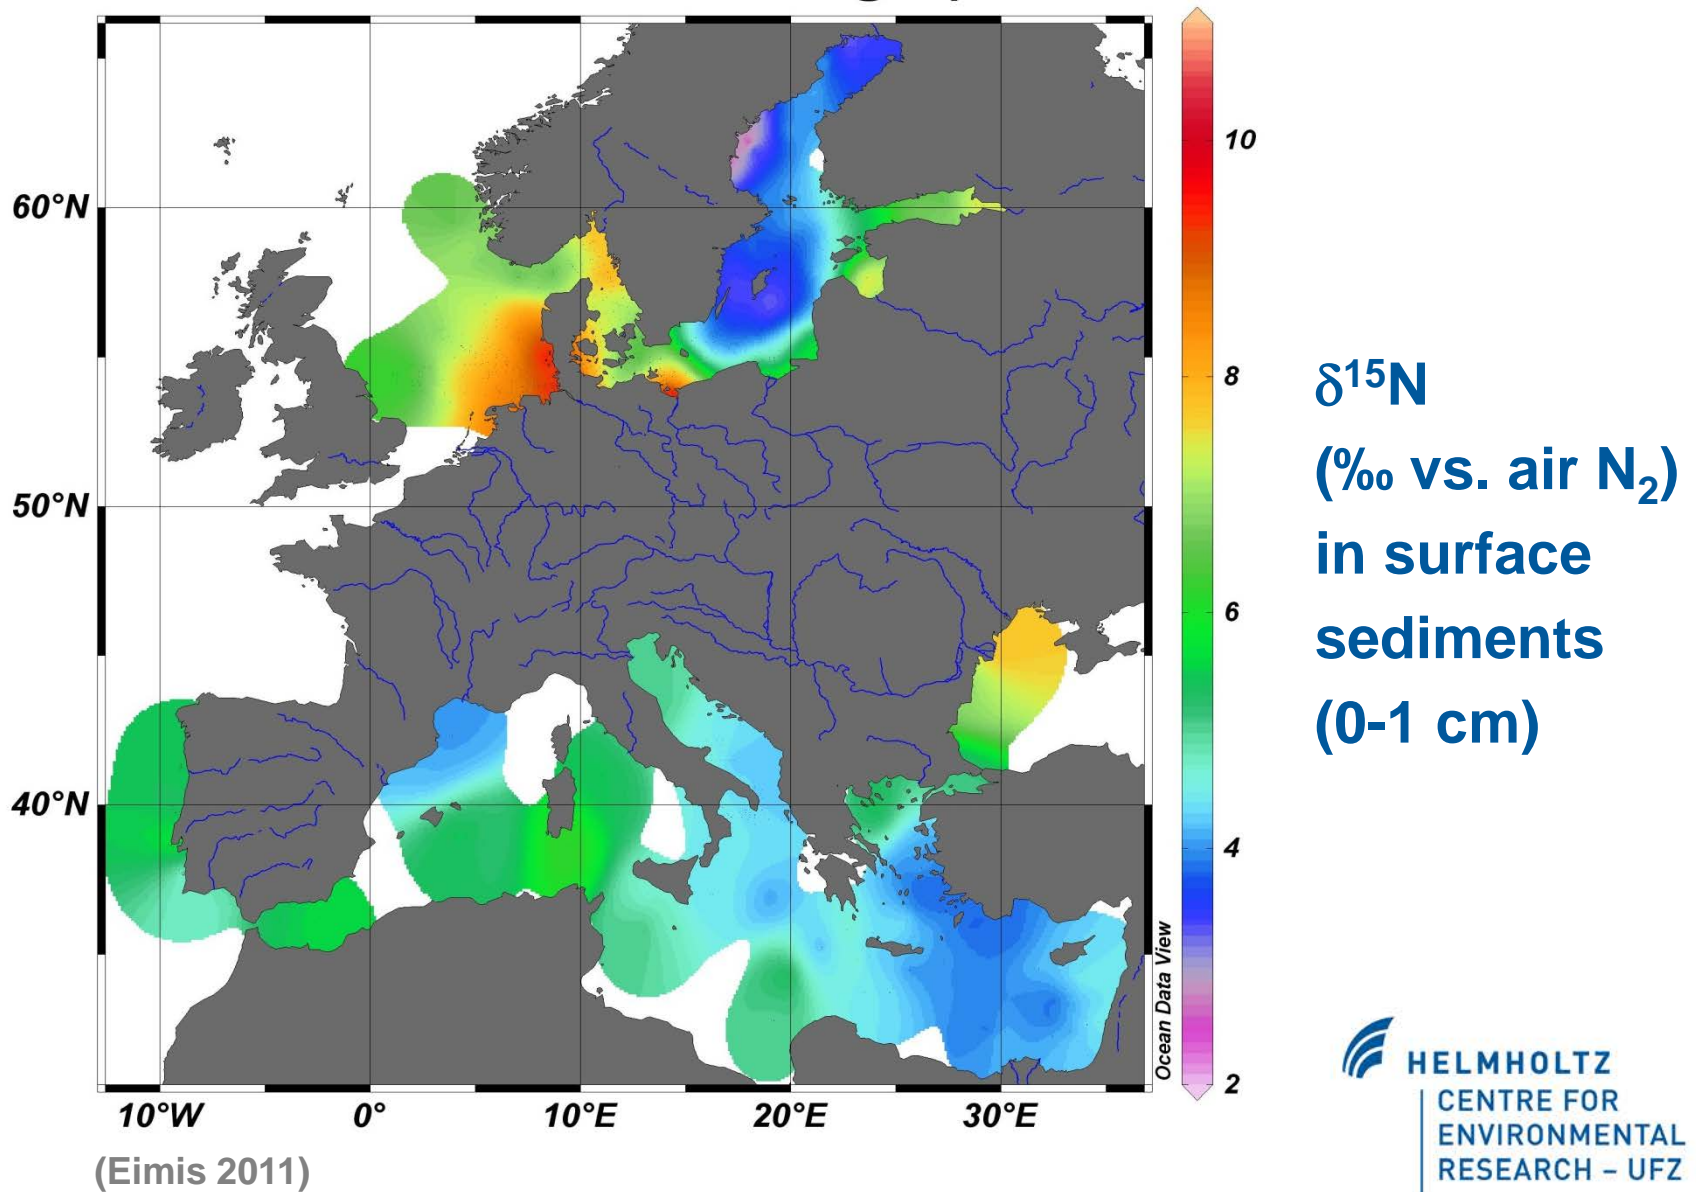 10
60°N
8
δ15N
(‰ vs. air N2)
50°N
in surface
6
sediments
(0-1 cm)
40°N
4
Ocean Data View
2
10°W 0° 10°E 20°E 30°E
(Eimis 2011)
HELMHOLTZ
CENTRE FOR
ENVIRONMENTAL
RESEARCH – UFZ